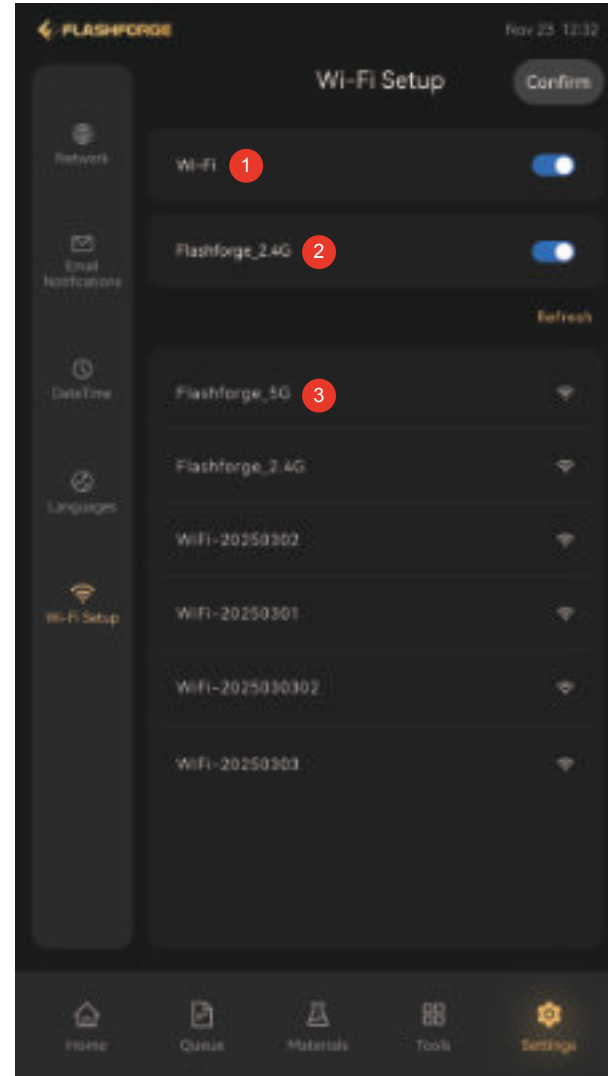 FLASHFORGE
Nov 23 12:32
Wi-Fi Setup
Confirm
Network
Email
Notifications
DateTime
Languages
Wi-Fi Setup
Wi-Fi 1
Flashforge_2.4G 2
Refresh
Flashforge_5G 3
Flashforge_2.4G
WiFi-20250302
WiFi-20250301
WiFi-2025030302
WiFi-20250303
Home
Queue
Materials
Tools
Settings